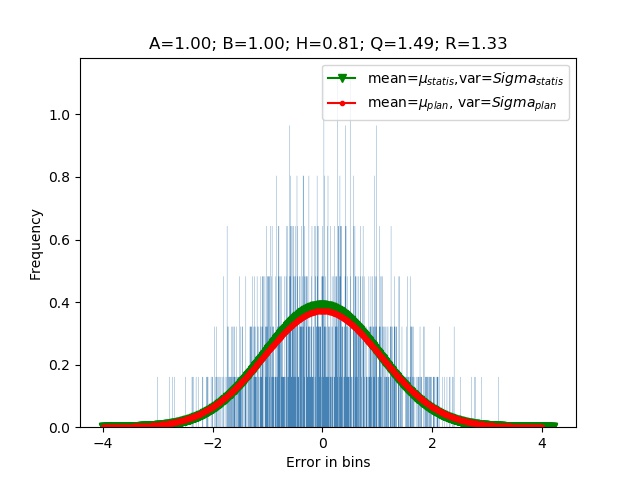 A=1.00; B=1.00; H=0.81; Q=1.49; R=1.33
mean=μstatis,var=Sigmastatis
mean=μplan, var=Sigmaplan
1.0
0.8
0.6
0.4
0.2
0.0
Frequency
−4
−2
0
2
4
Error in bins